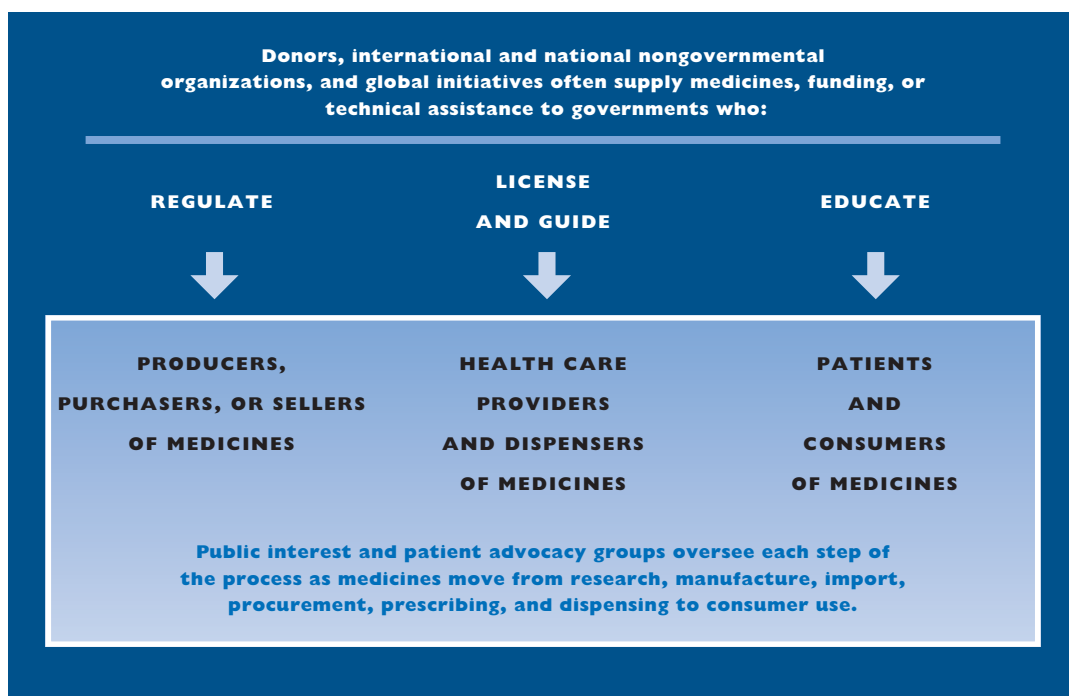 Donors, international and national nongovernmental
organizations, and global initiatives often supply medicines, funding, or
technical assistance to governments who:
REGULATE
LICENSE
AND GUIDE
EDUCATE
PRODUCERS,
PURCHASERS, OR SELLERS
OF MEDICINES
HEALTH CARE
PROVIDERS
AND DISPENSERS
OF MEDICINES
PATIENTS
AND
CONSUMERS
OF MEDICINES
Public interest and patient advocacy groups oversee each step of
the process as medicines move from research, manufacture, import,
procurement, prescribing, and dispensing to consumer use.